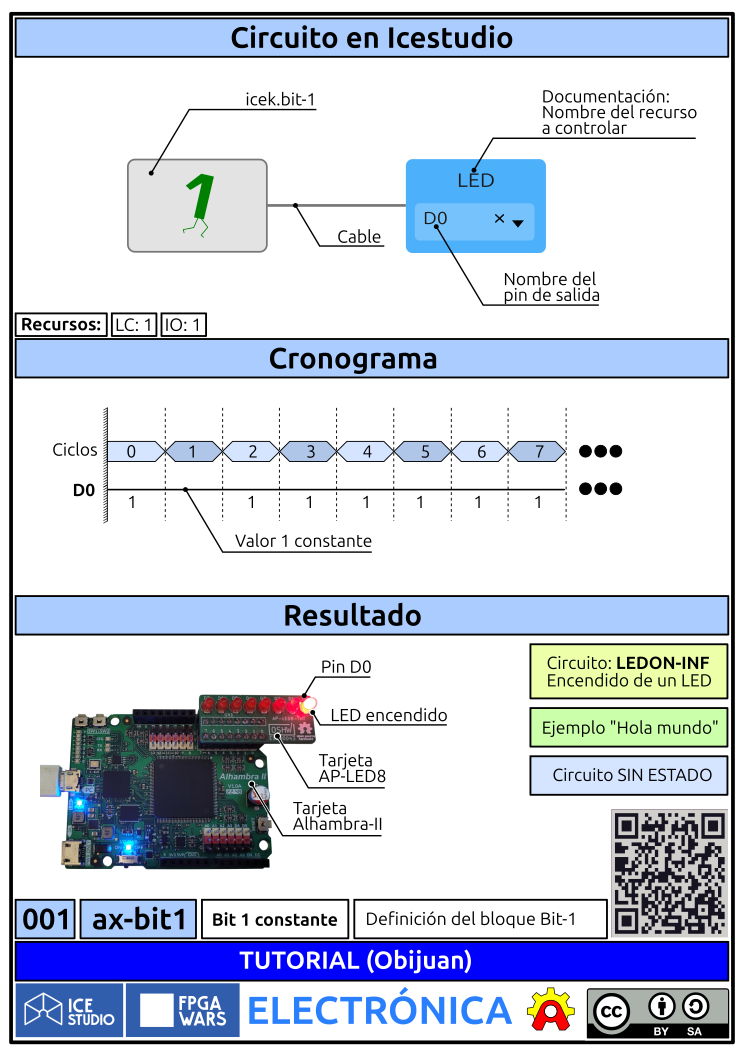 Circuito en Icestudio
icek.bit-1
Documentación:
Nombre del recurso
a controlar
1
LED
D0
×
Cable
Nombre del
pin de salida
Recursos: LC: 1 IO: 1
Cronograma
Ciclos 0 1 2 3 4 5 6 7
D0
1 1 1 1 1 1 1
Valor 1 constante
Resultado
Pin D0
LED encendido
Tarjeta
AP-LED8
Alhambra II
Tarjeta
Alhambra-II
Circuito: LEDON-INF
Encendido de un LED
Ejemplo "Hola mundo"
Circuito SIN ESTADO
001 ax-bit1 Bit 1 constante Definición del bloque Bit-1
TUTORIAL (Obijuan)
ICE
STUDIO
FPGA
WARS
ELECTRÓNICA
cc
BY SA